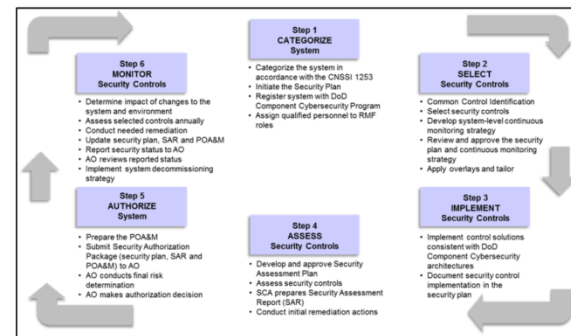 Step 1
CATEGORIZE
System
• Categorize the system in
accordance with the CNSSI 1253
• Initiate the Security Plan
• Register system with DoD
Component Cybersecurity Program
• Assign qualified personnel to RMF
roles
Step 2
SELECT
Security Controls
• Common Control Identification
• Select security controls
• Develop system-level continuous
monitoring strategy
• Review and approve the security
plan and continuous monitoring
strategy
• Apply overlays and tailor
Step 3
IMPLEMENT
Security Controls
• Implement control solutions
consistent with DoD
Component Cybersecurity
architectures
• Document security control
implementation in the
security plan
Step 4
ASSESS
Security Controls
• Develop and approve Security
Assessment Plan
• Assess security controls
• SCA prepares Security Assessment
Report (SAR)
• Conduct initial remediation actions
Step 5
AUTHORIZE
System
• Prepare the POA&M
• Submit Security Authorization
Package (security plan, SAR
and POA&M) to AO
• AO conducts final risk
determination
• AO makes authorization decision
Step 6
MONITOR
Security Controls
• Determine impact of changes to the
system and environment
• Assess selected controls annually
• Conduct needed remediation
• Update security plan, SAR and POA&M
• Report security status to AO
• AO reviews reported status
• Implement system decommissioning
strategy